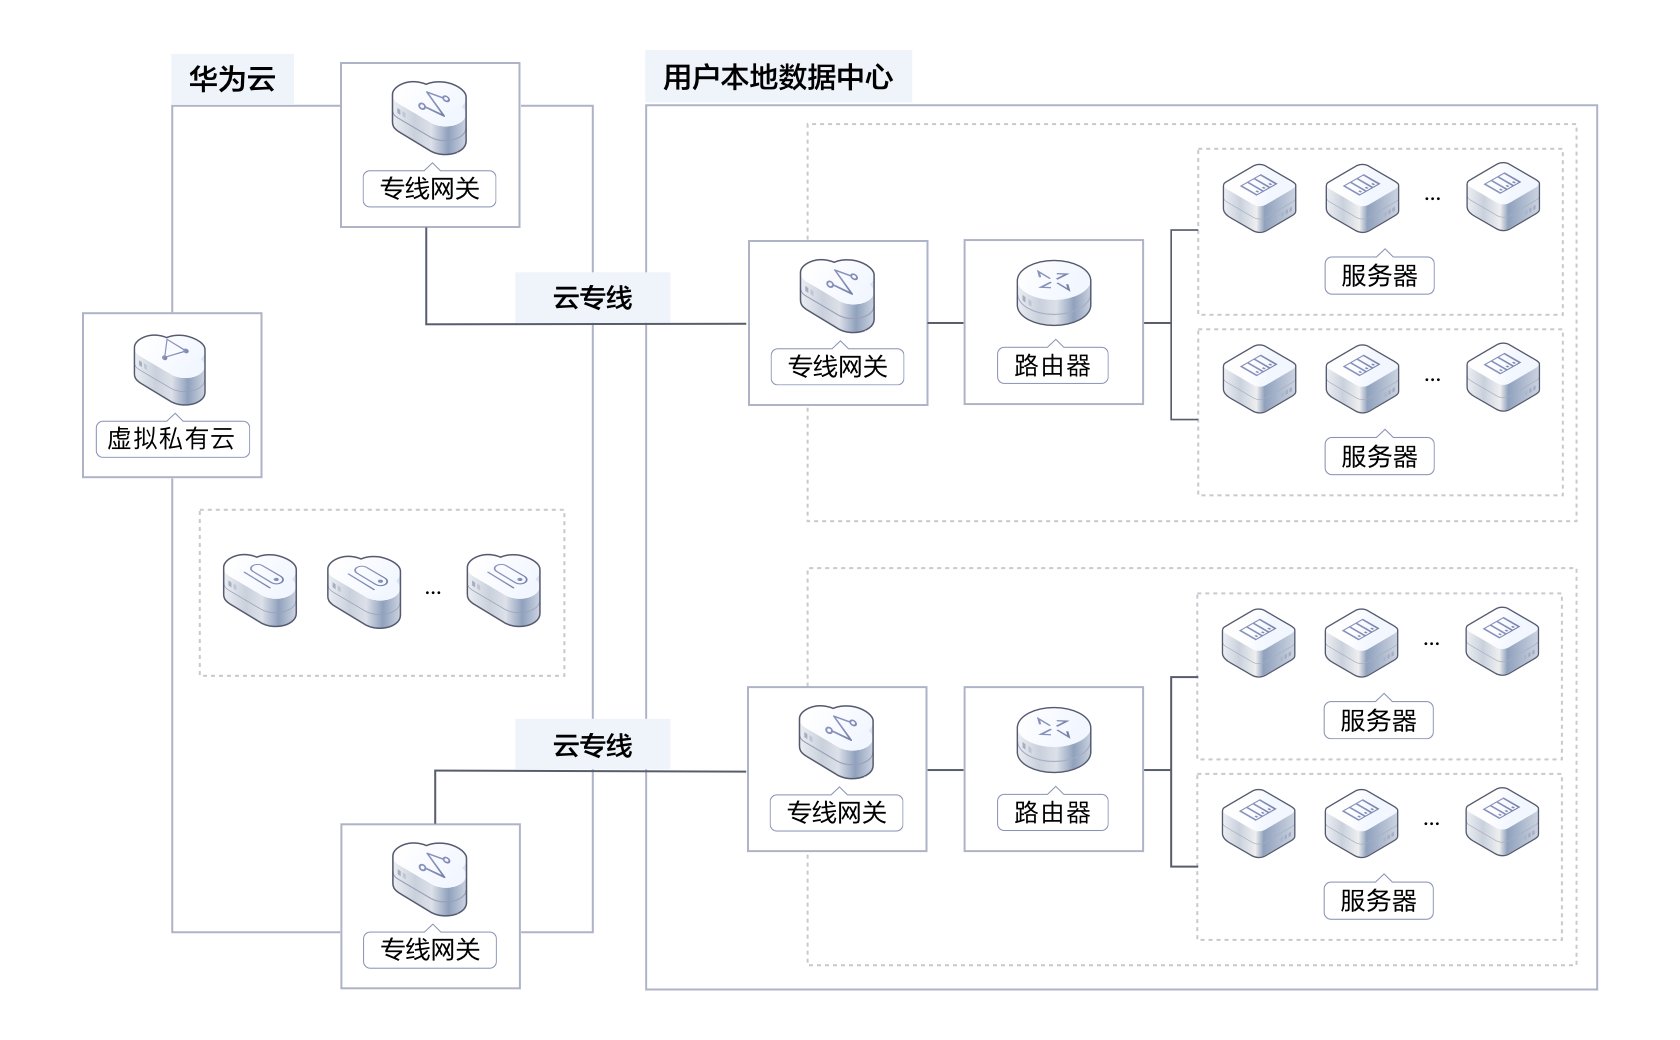 华为云
用户本地数据中心
专线网关
...
服务器
云专线
专线网关
路由器
虚拟私有云
...
服务器
...
...
服务器
云专线
专线网关
路由器
...
服务器
专线网关